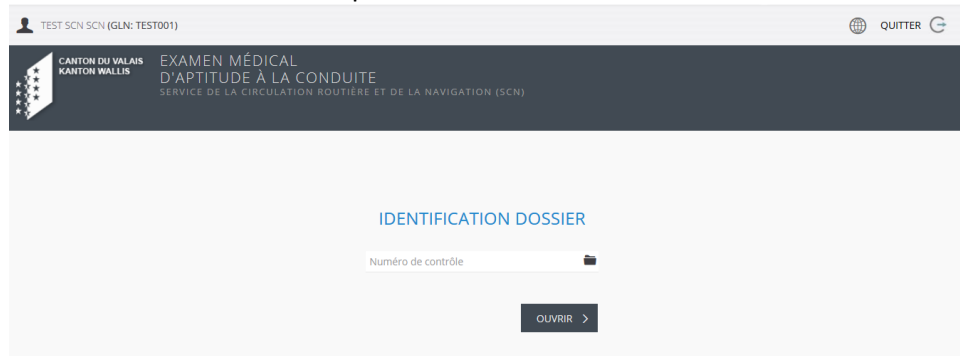 TEST SCN SCN (GLN: TEST001)
QUITTER
CANTON DU VALAIS
KANTON WALLIS
EXAMEN MÉDICAL
D'APTITUDE À LA CONDUITE
SERVICE DE LA CIRCULATION ROUTIÈRE ET DE LA NAVIGATION (SCN)
IDENTIFICATION DOSSIER
Numéro de contrôle
OUVRIR